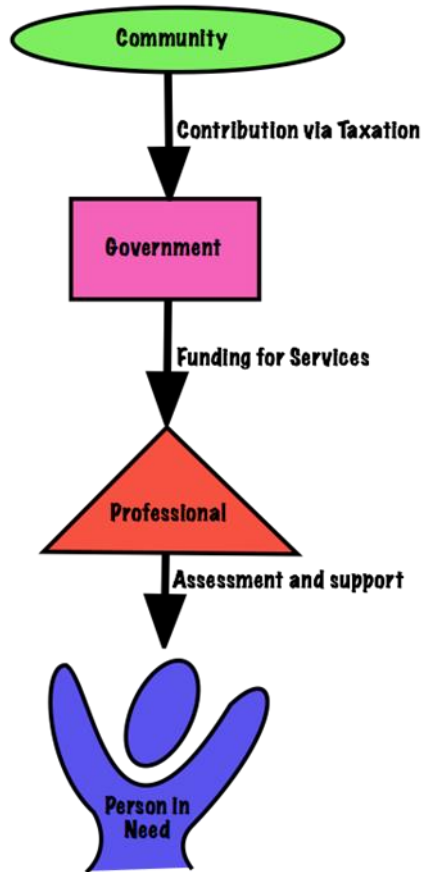 Community
Contribution via Taxation
Government
Funding for Services
Professional
Assessment and support
Person in
Need